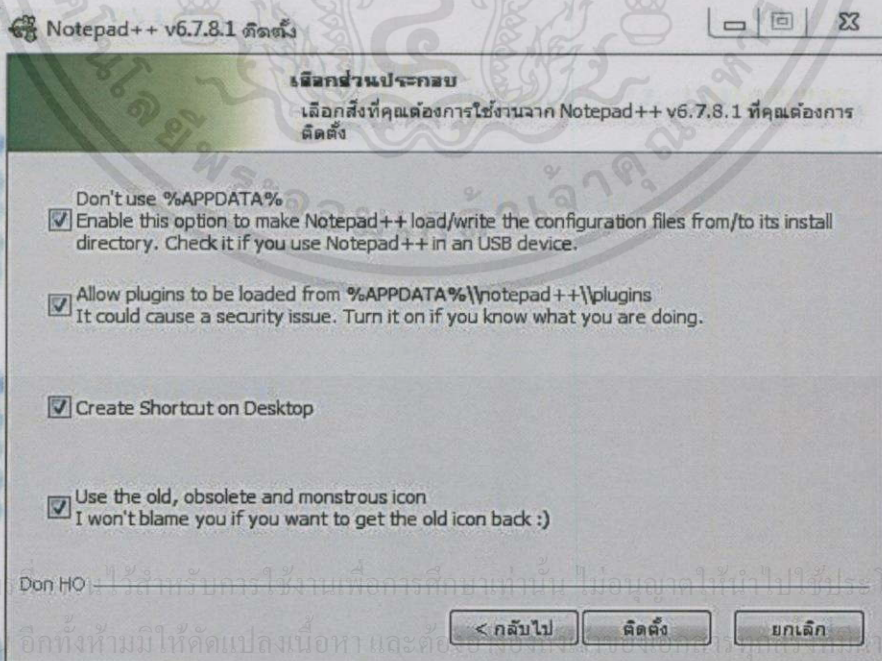 Notepad++ v6.7.8.1 ติดตั้ง
เลือกส่วนประกอบ
เลือกสิ่งที่คุณต้องการใช้งานจาก Notepad++ v6.7.8.1 ที่คุณต้องการ
ติดตั้ง
Don't use %APPDATA%
Enable this option to make Notepad++ load/write the configuration files from/to its install
directory. Check it if you use Notepad++ in an USB device.
Allow plugins to be loaded from %APPDATA%\\notepad++\\plugins
It could cause a security issue. Turn it on if you know what you are doing.
Create Shortcut on Desktop
Use the old, obsolete and monstrous icon
I won't blame you if you want to get the old icon back :)
Don HO
ไว้สำหรับการใช้งานเพื่อการศึกษาเท่านั้น ไม่อนุญาตให้นำไปใช้
< กลับไป ติดตั้ง ยกเลิก
อีกทั้งห้ามมิให้ดัดแปลงเนื้อหา และต้อง